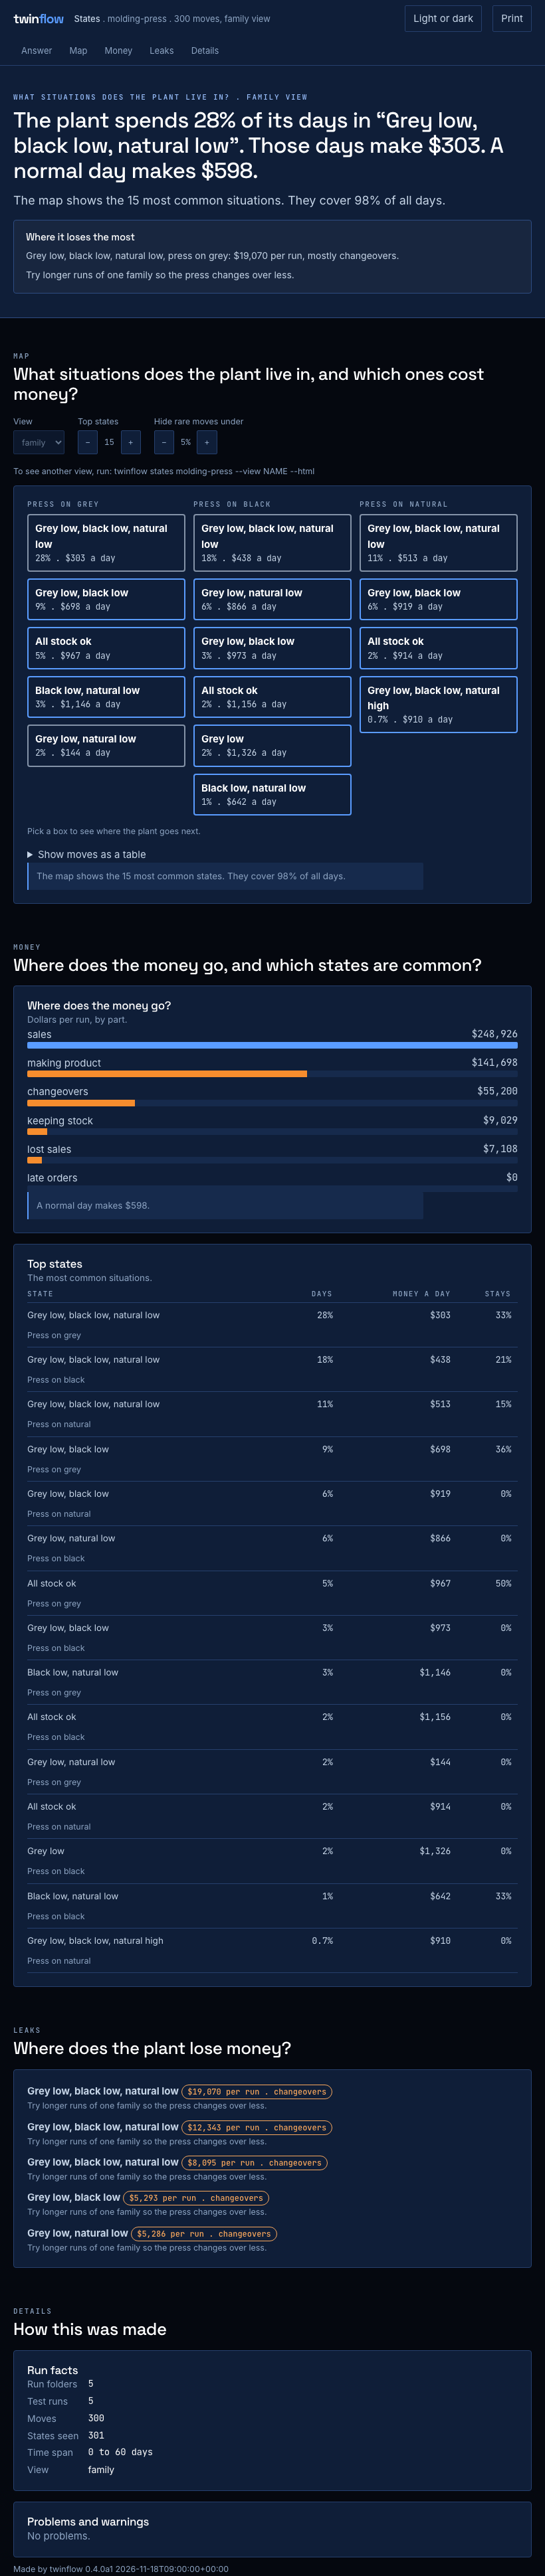 twinflow States . molding-press . 300 moves, family view Light or dark Print
Answer Map Money Leaks Details
WHAT SITUATIONS DOES THE PLANT LIVE IN? . FAMILY VIEW
The plant spends 28% of its days in “Grey low,
black low, natural low”. Those days make $303. A
normal day makes $598.
The map shows the 15 most common situations. They cover 98% of all days.
Where it loses the most
Grey low, black low, natural low, press on grey: $19,070 per run, mostly changeovers.
Try longer runs of one family so the press changes over less.
MAP
What situations does the plant live in, and which ones cost
money?
View Top states Hide rare moves under
family − 15 + − 5% +
To see another view, run: twinflow states molding-press --view NAME --html
PRESS ON GREY
Grey low, black low, natural
low
28% . $303 a day
Grey low, black low
9% . $698 a day
All stock ok
5% . $967 a day
Black low, natural low
3% . $1,146 a day
Grey low, natural low
2% . $144 a day
PRESS ON BLACK
Grey low, black low, natural
low
18% . $438 a day
Grey low, natural low
6% . $866 a day
Grey low, black low
3% . $973 a day
All stock ok
2% . $1,156 a day
Grey low
2% . $1,326 a day
Black low, natural low
1% . $642 a day
PRESS ON NATURAL
Grey low, black low, natural
low
11% . $513 a day
Grey low, black low
6% . $919 a day
All stock ok
2% . $914 a day
Grey low, black low, natural
high
0.7% . $910 a day
Pick a box to see where the plant goes next.
▶ Show moves as a table
The map shows the 15 most common states. They cover 98% of all days.
MONEY
Where does the money go, and which states are common?
Where does the money go?
Dollars per run, by part.
sales $248,926
making product $141,698
changeovers $55,200
keeping stock $9,029
lost sales $7,108
late orders $0
A normal day makes $598.
Top states
The most common situations.
STATE DAYS MONEY A DAY STAYS
Grey low, black low, natural low 28% $303 33%
Press on grey
Grey low, black low, natural low 18% $438 21%
Press on black
Grey low, black low, natural low 11% $513 15%
Press on natural
Grey low, black low 9% $698 36%
Press on grey
Grey low, black low 6% $919 0%
Press on natural
Grey low, natural low 6% $866 0%
Press on black
All stock ok 5% $967 50%
Press on grey
Grey low, black low 3% $973 0%
Press on black
Black low, natural low 3% $1,146 0%
Press on grey
All stock ok 2% $1,156 0%
Press on black
Grey low, natural low 2% $144 0%
Press on grey
All stock ok 2% $914 0%
Press on natural
Grey low 2% $1,326 0%
Press on black
Black low, natural low 1% $642 33%
Press on black
Grey low, black low, natural high 0.7% $910 0%
Press on natural
LEAKS
Where does the plant lose money?
Grey low, black low, natural low $19,070 per run . changeovers
Try longer runs of one family so the press changes over less.
Grey low, black low, natural low $12,343 per run . changeovers
Try longer runs of one family so the press changes over less.
Grey low, black low, natural low $8,095 per run . changeovers
Try longer runs of one family so the press changes over less.
Grey low, black low $5,293 per run . changeovers
Try longer runs of one family so the press changes over less.
Grey low, natural low $5,286 per run . changeovers
Try longer runs of one family so the press changes over less.
DETAILS
How this was made
Run facts
Run folders 5
Test runs 5
Moves 300
States seen 301
Time span 0 to 60 days
View family
Problems and warnings
No problems.
Made by twinflow 0.4.0a1 2026-11-18T09:00:00+00:00